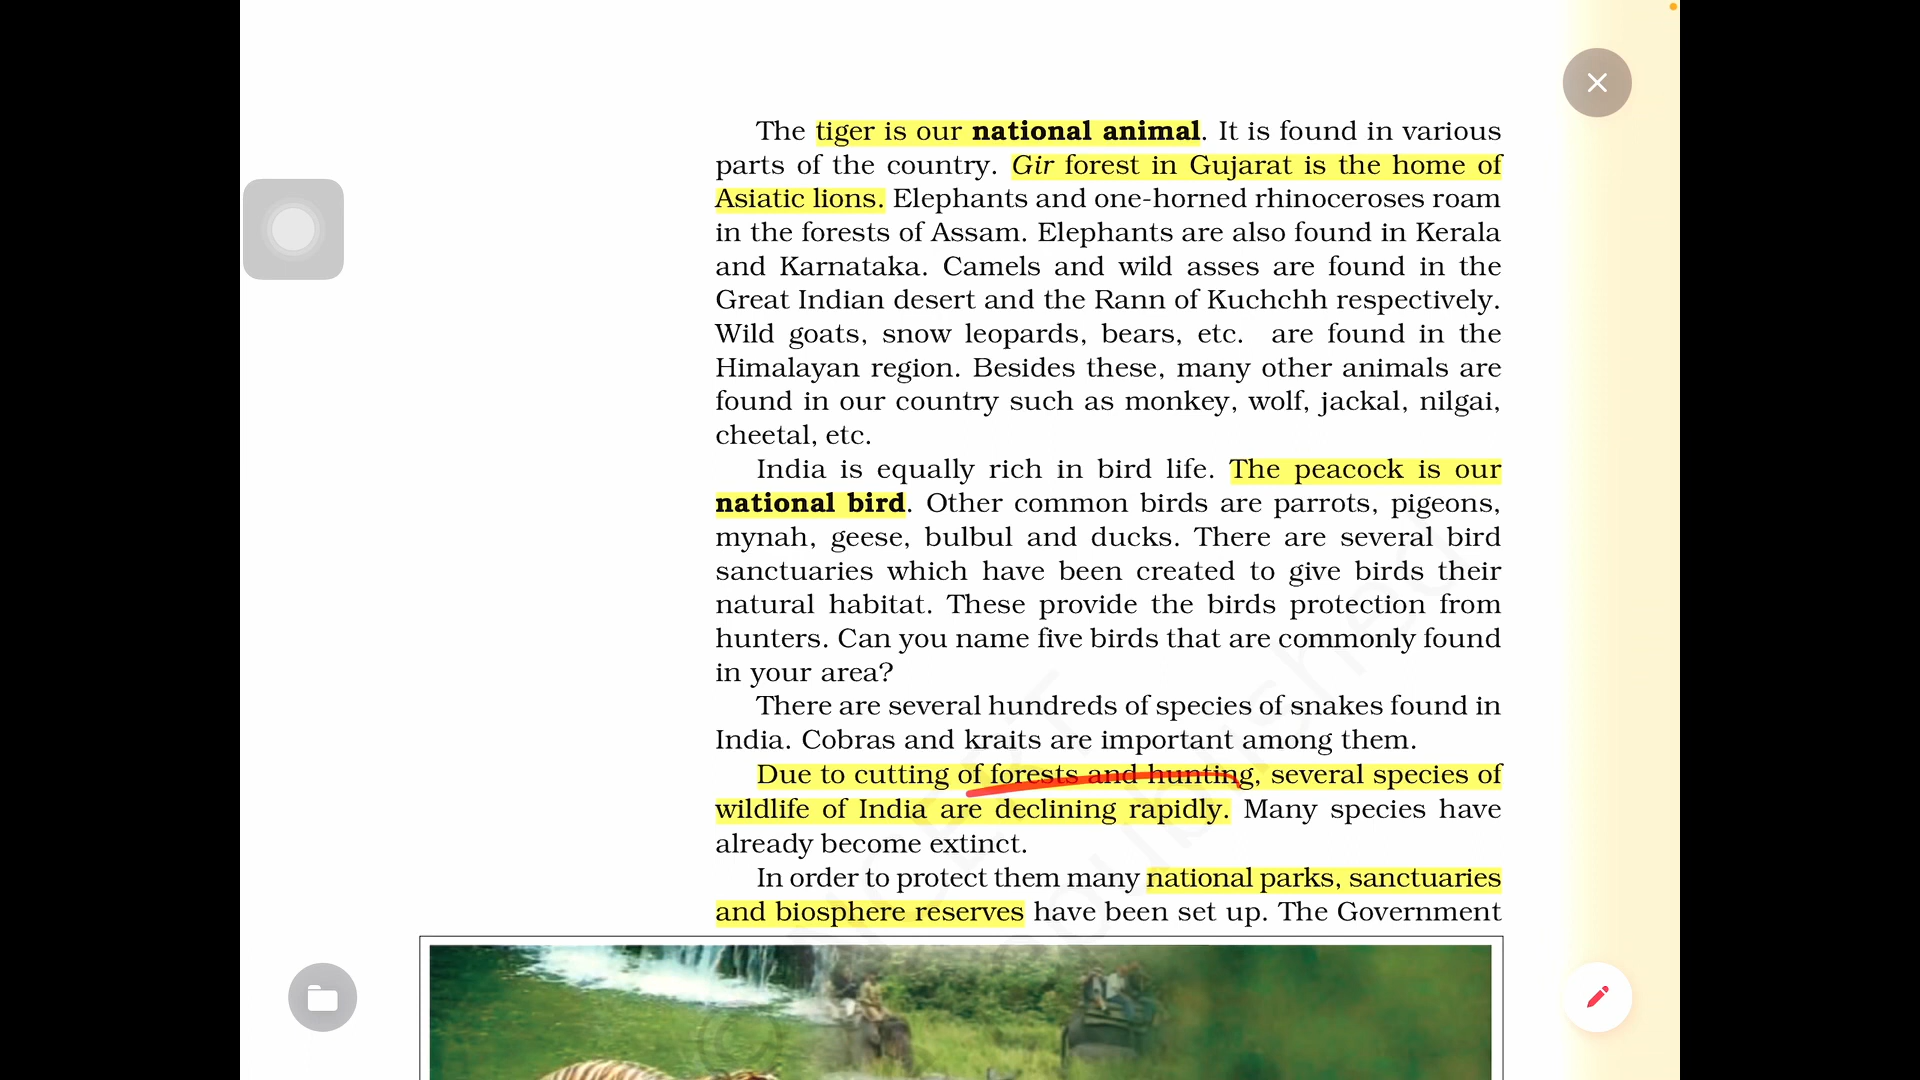 The tiger is our national animal. It is found in various
parts of the country. Gir forest in Gujarat is the home of
Asiatic lions. Elephants and one-horned rhinoceroses roam
in the forests of Assam. Elephants are also found in Kerala
and Karnataka. Camels and wild asses are found in the
Great Indian desert and the Rann of Kuchchh respectively.
Wild goats, snow leopards, bears, etc. are found in the
Himalayan region. Besides these, many other animals are
found in our country such as monkey, wolf, jackal, nilgai,
cheetal, etc.
India is equally rich in bird life. The peacock is our
national bird. Other common birds are parrots, pigeons,
mynah, geese, bulbul and ducks. There are several bird
sanctuaries which have been created to give birds their
natural habitat. These provide the birds protection from
hunters. Can you name five birds that are commonly found
in your area?
There are several hundreds of species of snakes found in
India. Cobras and kraits are important among them.
Due to cutting of forests and hunting, several species of
wildlife of India are declining rapidly. Many species have
already become extinct.
In order to protect them many national parks, sanctuaries
and biosphere reserves have been set up. The Government